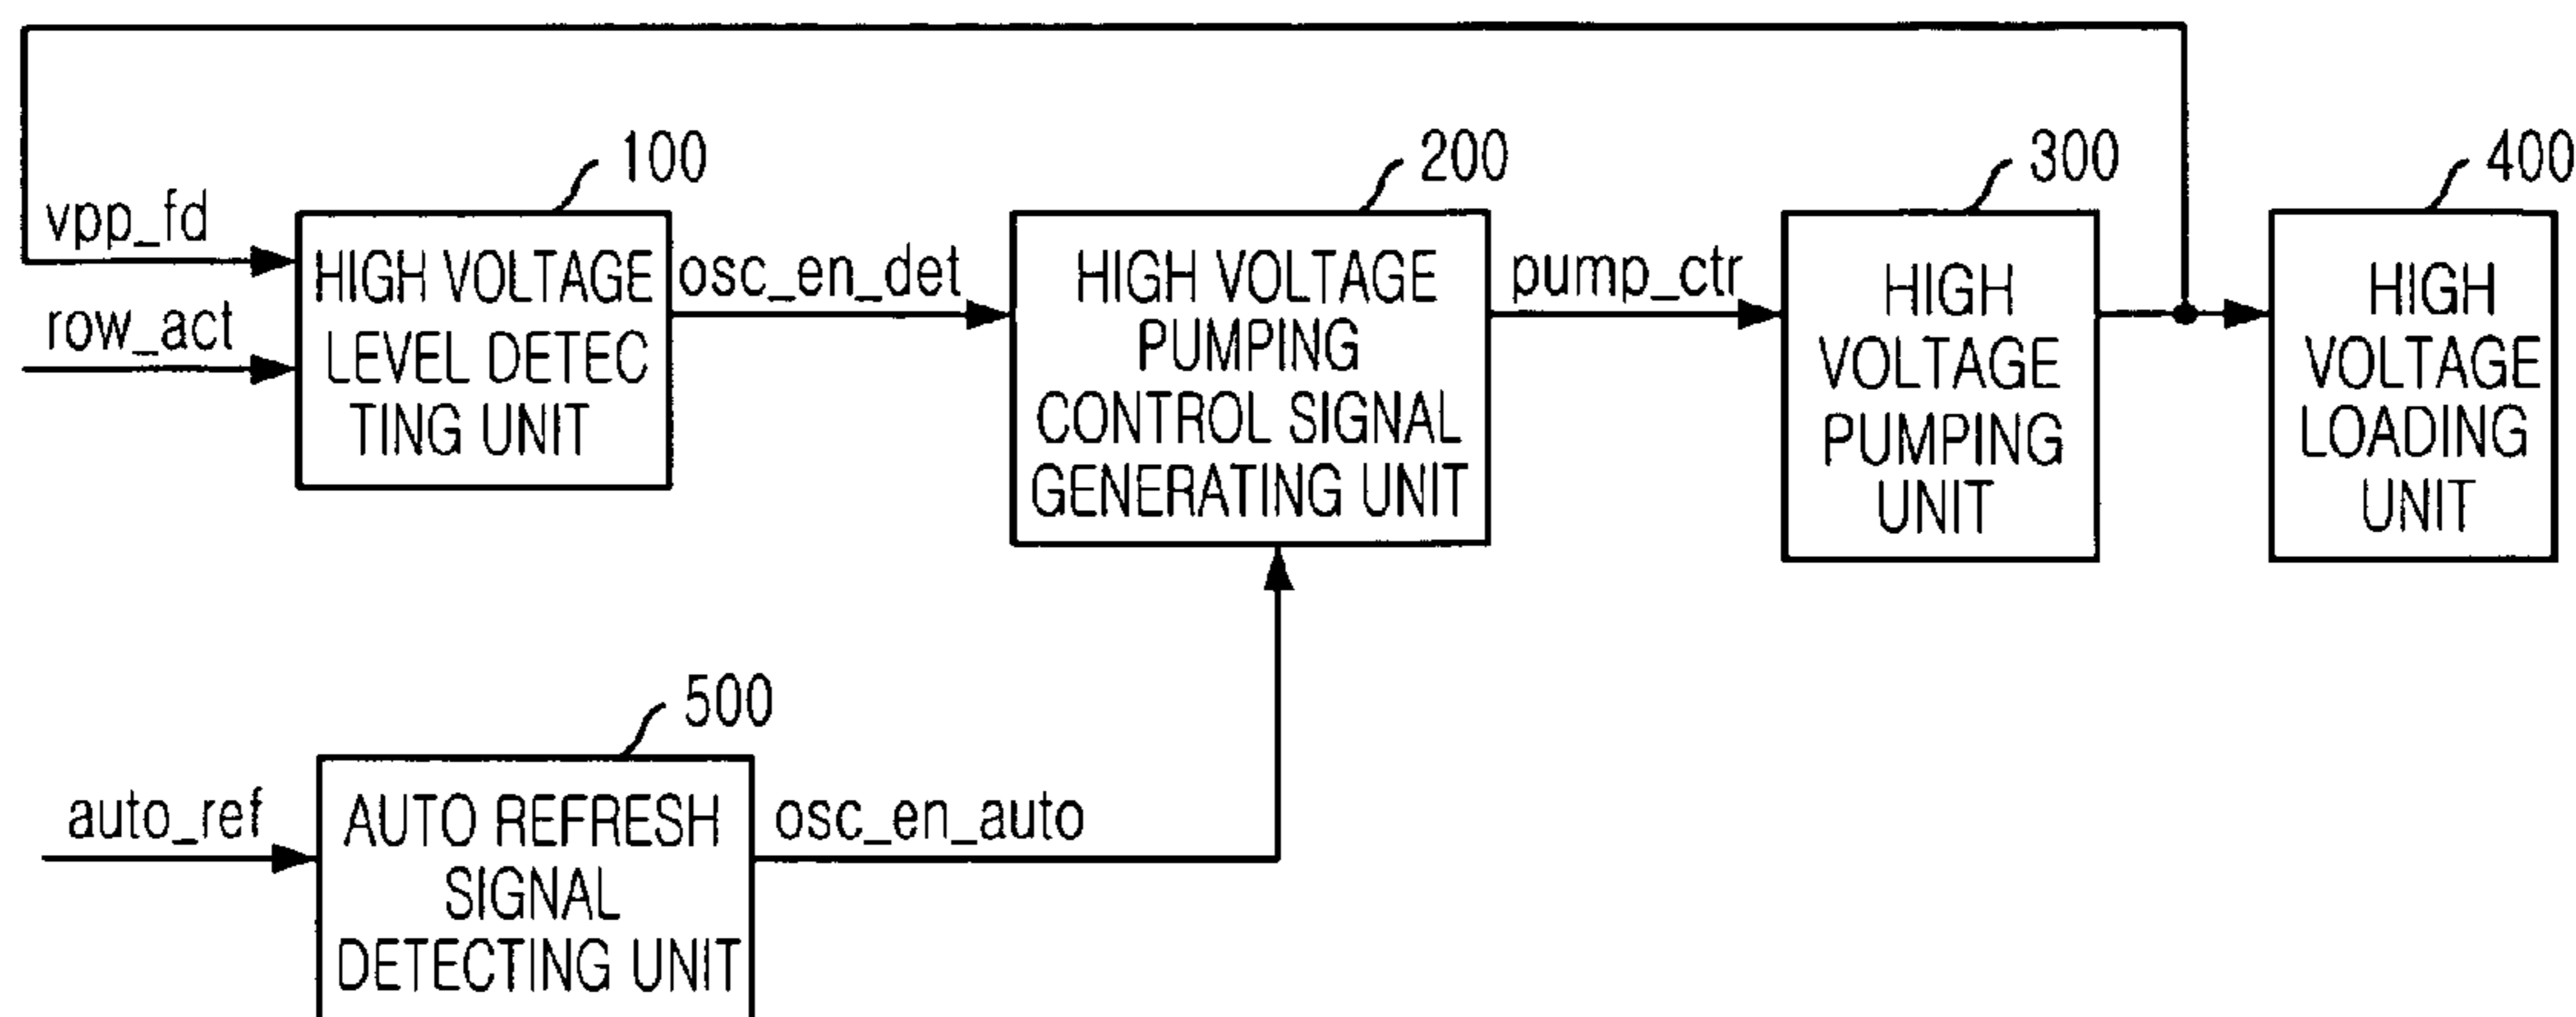 100
200
300
400
vpp_fd
row_act
HIGH VOLTAGE
LEVEL DETEC
TING UNIT
osc_en_det
HIGH VOLTAGE
PUMPING
CONTROL SIGNAL
GENERATING UNIT
pump_ctr
HIGH
VOLTAGE
PUMPING
UNIT
HIGH
VOLTAGE
LOADING
UNIT
500
auto_ref
AUTO REFRESH
SIGNAL
DETECTING UNIT
osc_en_auto